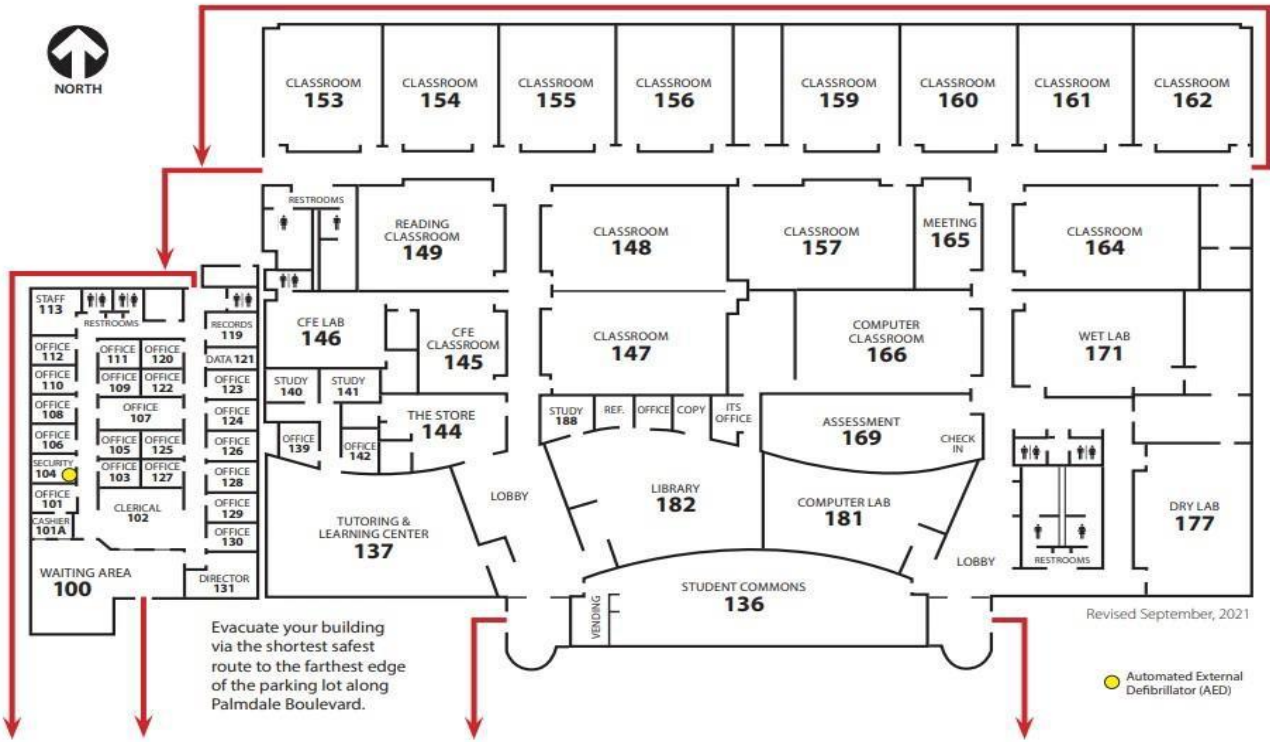 NORTH
CLASSROOM
153
CLASSROOM
154
CLASSROOM
155
CLASSROOM
156
CLASSROOM
159
CLASSROOM
160
CLASSROOM
161
CLASSROOM
162
RESTROOMS
READING
CLASSROOM
149
CLASSROOM
148
CLASSROOM
157
MEETING
165
CLASSROOM
164
STAFF
113
RESTROOMS
RECORDS
119
OFFICE
112
OFFICE
111
OFFICE
120
DATA 121
OFFICE
110
OFFICE
109
OFFICE
122
OFFICE
123
OFFICE
108
OFFICE
107
OFFICE
124
OFFICE
106
OFFICE
105
OFFICE
125
OFFICE
126
SECURITY
104
OFFICE
103
OFFICE
127
OFFICE
128
OFFICE
101
CLERICAL
102
OFFICE
129
CASHIER
101A
OFFICE
130
WAITING AREA
100
DIRECTOR
131
CFE LAB
146
CFE
CLASSROOM
145
CLASSROOM
147
COMPUTER
CLASSROOM
166
WET LAB
171
STUDY
140
STUDY
141
THE STORE
144
STUDY
188
REF.
OFFICE
COPY
ITS
OFFICE
ASSESSMENT
169
CHECK
IN
OFFICE
139
OFFICE
142
LOBBY
LIBRARY
182
COMPUTER LAB
181
DRY LAB
177
TUTORING &
LEARNING CENTER
137
LOBBY
RESTROOMS
STUDENT COMMONS
136
VENDING
Revised September, 2021
Evacuate your building
via the shortest safest
route to the farthest edge
of the parking lot along
Palmdale Boulevard.
Automated External
Defibrillator (AED)